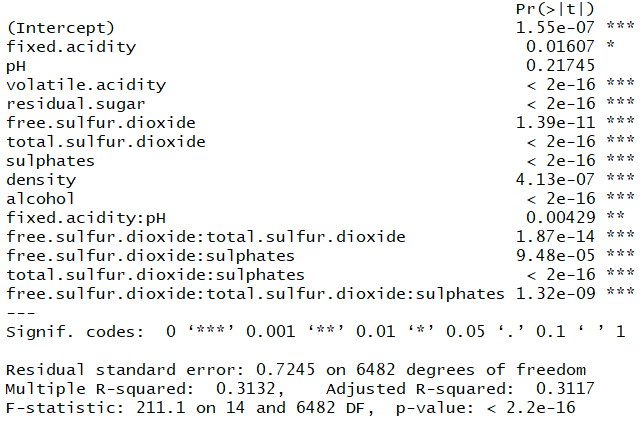 Pr(>|t|)
(Intercept) 1.55e-07 ***
fixed.acidity 0.01607 *
pH 0.21745
volatile.acidity < 2e-16 ***
residual.sugar < 2e-16 ***
free.sulfur.dioxide 1.39e-11 ***
total.sulfur.dioxide < 2e-16 ***
sulphates < 2e-16 ***
density 4.13e-07 ***
alcohol < 2e-16 ***
fixed.acidity:pH 0.00429 **
free.sulfur.dioxide:total.sulfur.dioxide 1.87e-14 ***
free.sulfur.dioxide:sulphates 9.48e-05 ***
total.sulfur.dioxide:sulphates < 2e-16 ***
free.sulfur.dioxide:total.sulfur.dioxide:sulphates 1.32e-09 ***
---
Signif. codes: 0 ‘***’ 0.001 ‘**’ 0.01 ‘*’ 0.05 ‘.’ 0.1 ‘ ’ 1
Residual standard error: 0.7245 on 6482 degrees of freedom
Multiple R-squared: 0.3132, Adjusted R-squared: 0.3117
F-statistic: 211.1 on 14 and 6482 DF, p-value: < 2.2e-16